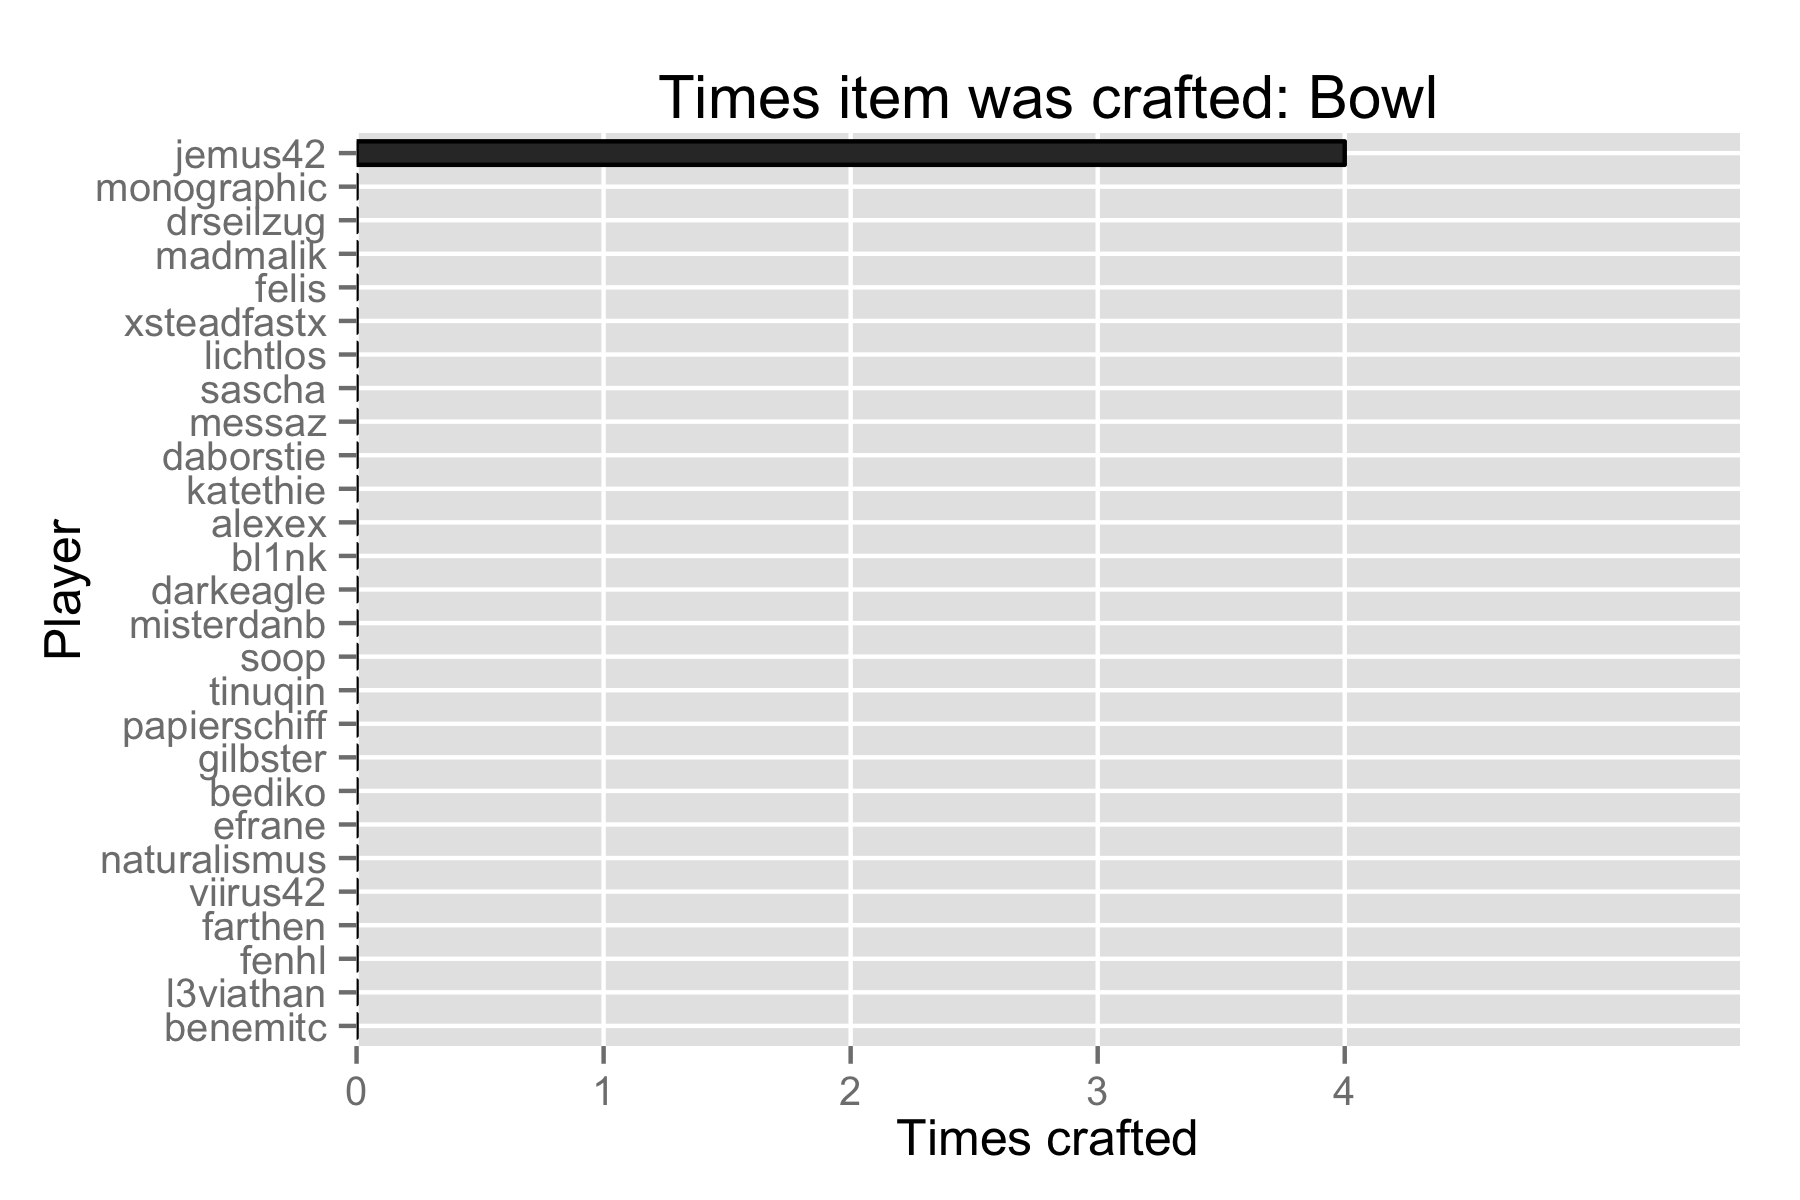 Times item was crafted: Bowl
jemus42
monographic
drseilzug
madmalik
felis
xsteadfastx
lichtlos
sascha
messaz
daborstie
katethie
alexex
bl1nk
darkeagle
misterdanb
soop
tinuqin
papierschiff
gilbster
bediko
efrane
naturalismus
viirus42
farthen
fenhl
l3viathan
benemitc
Player
0 1 2 3 4
Times crafted